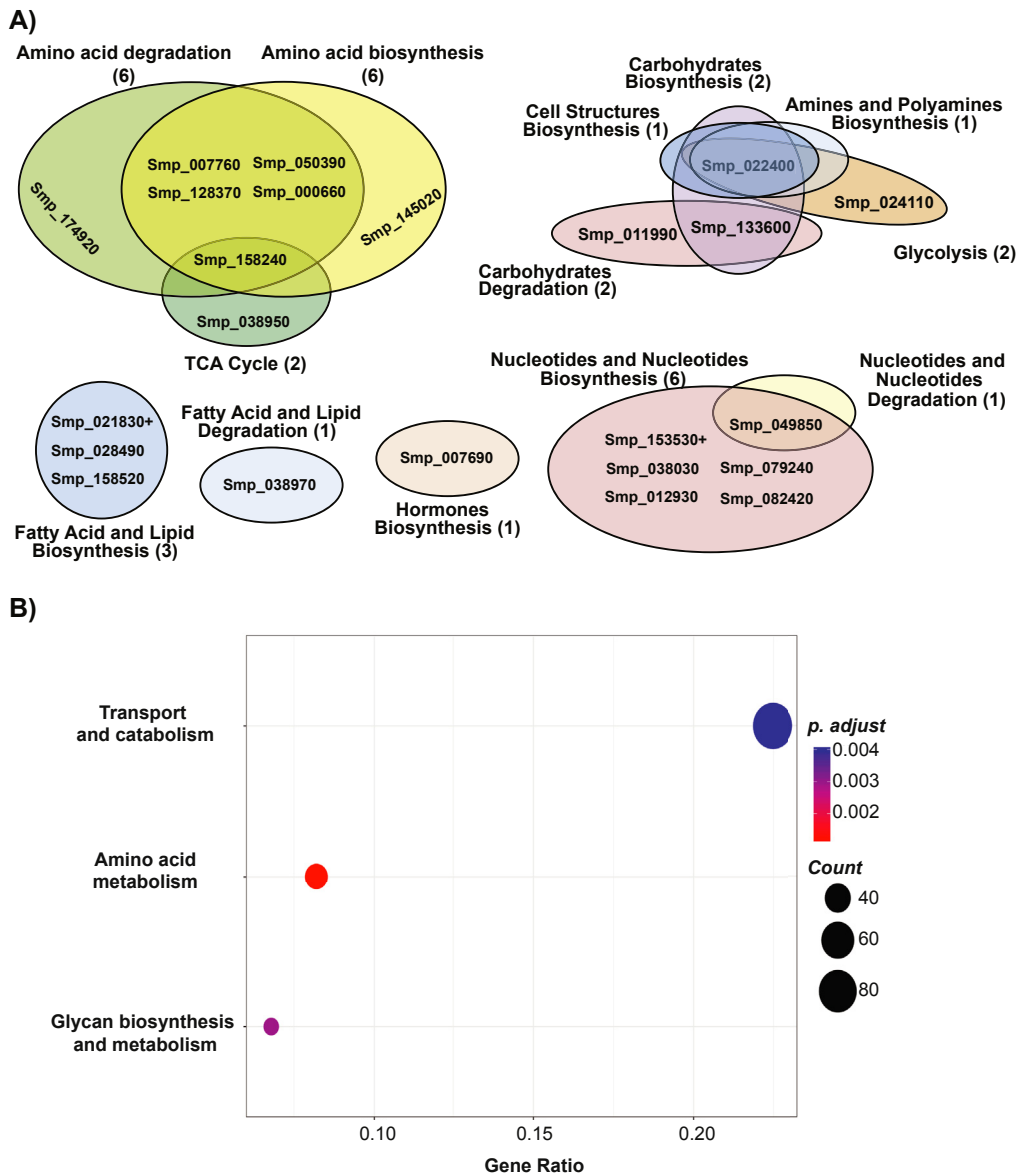 A)
Amino acid degradation
(6)
Amino acid biosynthesis
(6)
Smp_007760
Smp_050390
Smp_128370
Smp_000660
Smp_174920
Smp_145020
Smp_158240
Smp_038950
TCA Cycle (2)
Carbohydrates
Biosynthesis (2)
Cell Structures
Biosynthesis (1)
Amines and Polyamines
Biosynthesis (1)
Smp_022400
Smp_024110
Smp_011990
Smp_133600
Glycolysis (2)
Carbohydrates
Degradation (2)
Smp_021830+
Smp_028490
Smp_158520
Fatty Acid and Lipid
Biosynthesis (3)
Fatty Acid and Lipid
Degradation (1)
Smp_038970
Smp_007690
Hormones
Biosynthesis (1)
Nucleotides and Nucleotides
Biosynthesis (6)
Nucleotides and
Nucleotides
Degradation (1)
Smp_049850
Smp_153530+
Smp_038030
Smp_079240
Smp_012930
Smp_082420
B)
Transport
and catabolism
Amino acid
metabolism
Glycan biosynthesis
and metabolism
0.10
0.15
0.20
Gene Ratio
p. adjust
0.004
0.003
0.002
Count
40
60
80